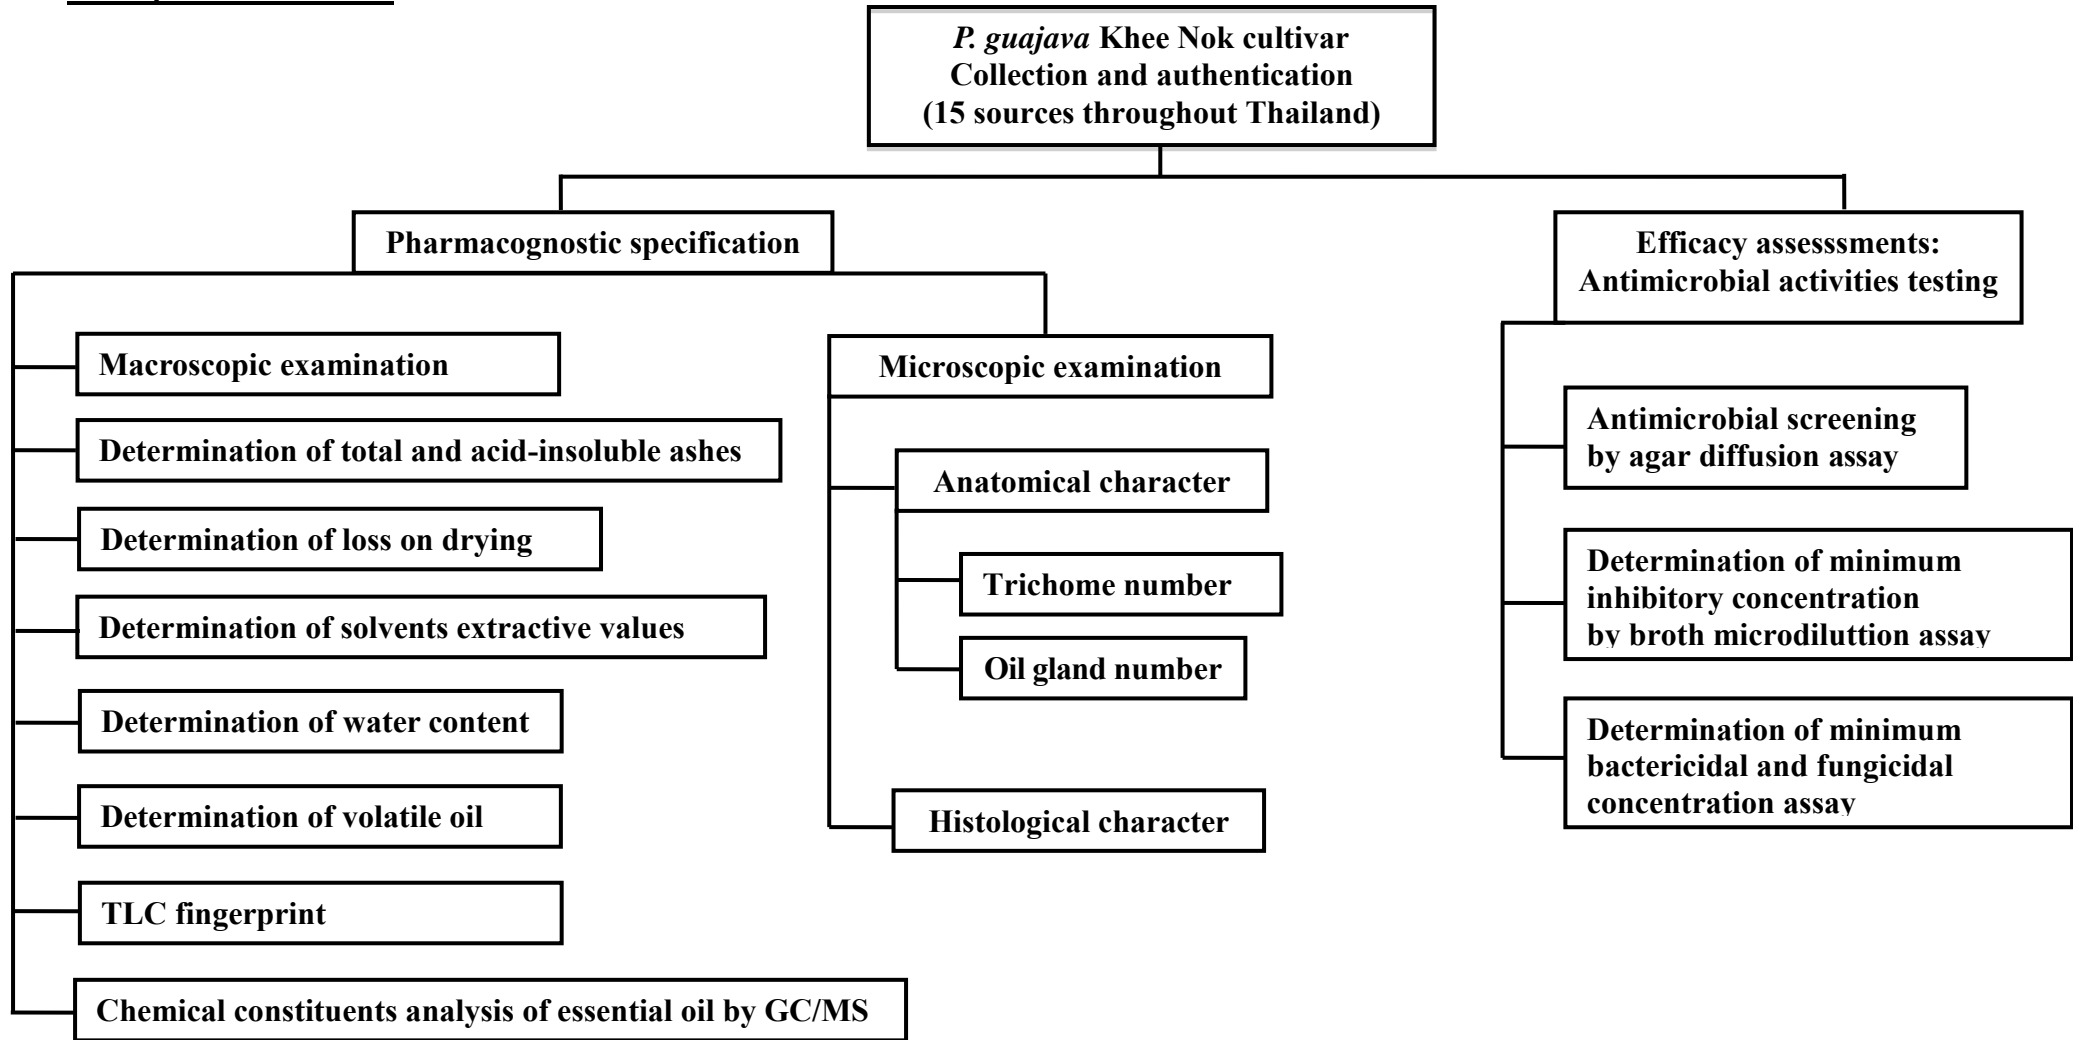 P. guajava Khee Nok cultivar
Collection and authentication
(15 sources throughout Thailand)
Pharmacognostic specification
Macroscopic examination
Determination of total and acid-insoluble ashes
Determination of loss on drying
Determination of solvents extractive values
Determination of water content
Determination of volatile oil
TLC fingerprint
Chemical constituents analysis of essential oil by GC/MS
Microscopic examination
Anatomical character
Trichome number
Oil gland number
Histological character
Efficacy assesssments:
Antimicrobial activities testing
Antimicrobial screening
by agar diffusion assay
Determination of minimum
inhibitory concentration
by broth microdiluttion assay
Determination of minimum
bactericidal and fungicidal
concentration assay